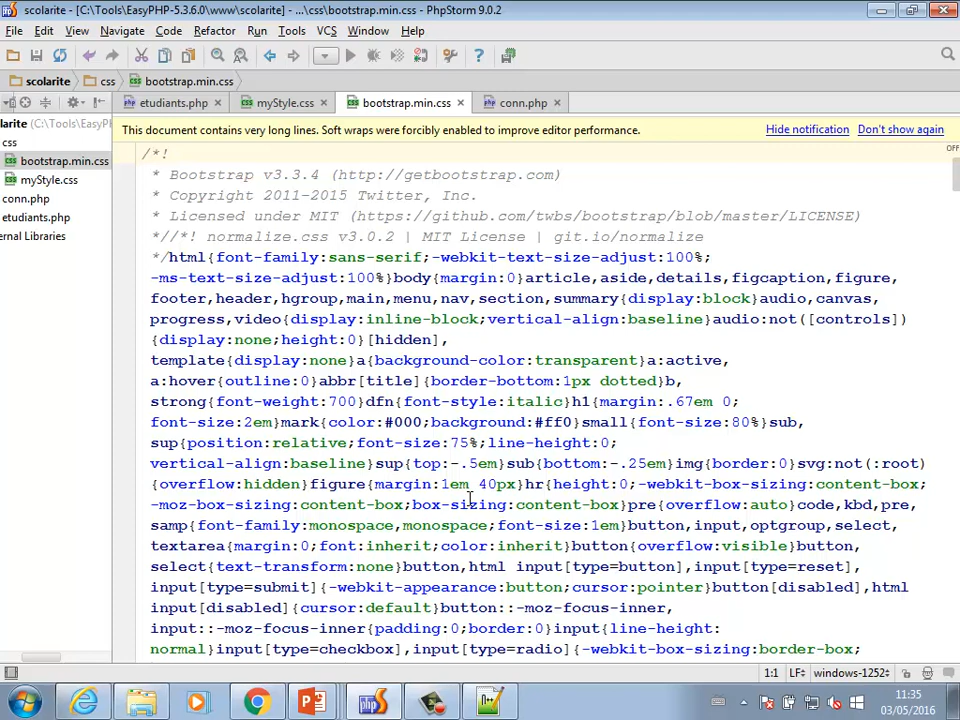 scolarite - [C:\Tools\EasyPHP-5.3.6.0\www\scolarite] - ...\css\bootstrap.min.css - PhpStorm 9.0.2
File Edit View Navigate Code Refactor Run Tools VCS Window Help
scolarite css bootstrap.min.css
etudiants.php myStyle.css bootstrap.min.css conn.php
larite (C:\Tools\EasyPH
css
bootstrap.min.css
myStyle.css
conn.php
etudiants.php
ernal Libraries
This document contains very long lines. Soft wraps were forcibly enabled to improve editor performance. Hide notification Don't show again
OFF
/*!
* Bootstrap v3.3.4 (http://getbootstrap.com)
* Copyright 2011-2015 Twitter, Inc.
* Licensed under MIT (https://github.com/twbs/bootstrap/blob/master/LICENSE)
*//*! normalize.css v3.0.2 | MIT License | git.io/normalize
*/html{font-family:sans-serif;-webkit-text-size-adjust:100%;
-ms-text-size-adjust:100%}body{margin:0}article,aside,details,figcaption,figure,
footer,header,hgroup,main,menu,nav,section,summary{display:block}audio,canvas,
progress,video{display:inline-block;vertical-align:baseline}audio:not([controls])
{display:none;height:0}[hidden],
template{display:none}a{background-color:transparent}a:active,
a:hover{outline:0}abbr[title]{border-bottom:1px dotted}b,
strong{font-weight:700}dfn{font-style:italic}h1{margin:.67em 0;
font-size:2em}mark{color:#000;background:#ff0}small{font-size:80%}sub,
sup{position:relative;font-size:75%;line-height:0;
vertical-align:baseline}sup{top:-.5em}sub{bottom:-.25em}img{border:0}svg:not(:root)
{overflow:hidden}figure{margin:1em 40px}hr{height:0;-webkit-box-sizing:content-box;
-moz-box-sizing:content-box;box-sizing:content-box}pre{overflow:auto}code,kbd,pre,
samp{font-family:monospace,monospace;font-size:1em}button,input,optgroup,select,
textarea{margin:0;font:inherit;color:inherit}button{overflow:visible}button,
select{text-transform:none}button,html input[type=button],input[type=reset],
input[type=submit]{-webkit-appearance:button;cursor:pointer}button[disabled],html
input[disabled]{cursor:default}button::-moz-focus-inner,
input::-moz-focus-inner{padding:0;border:0}input{line-height:
normal}input[type=checkbox],input[type=radio]{-webkit-box-sizing:border-box;
1:1 LF windows-1252
11:35
03/05/2016